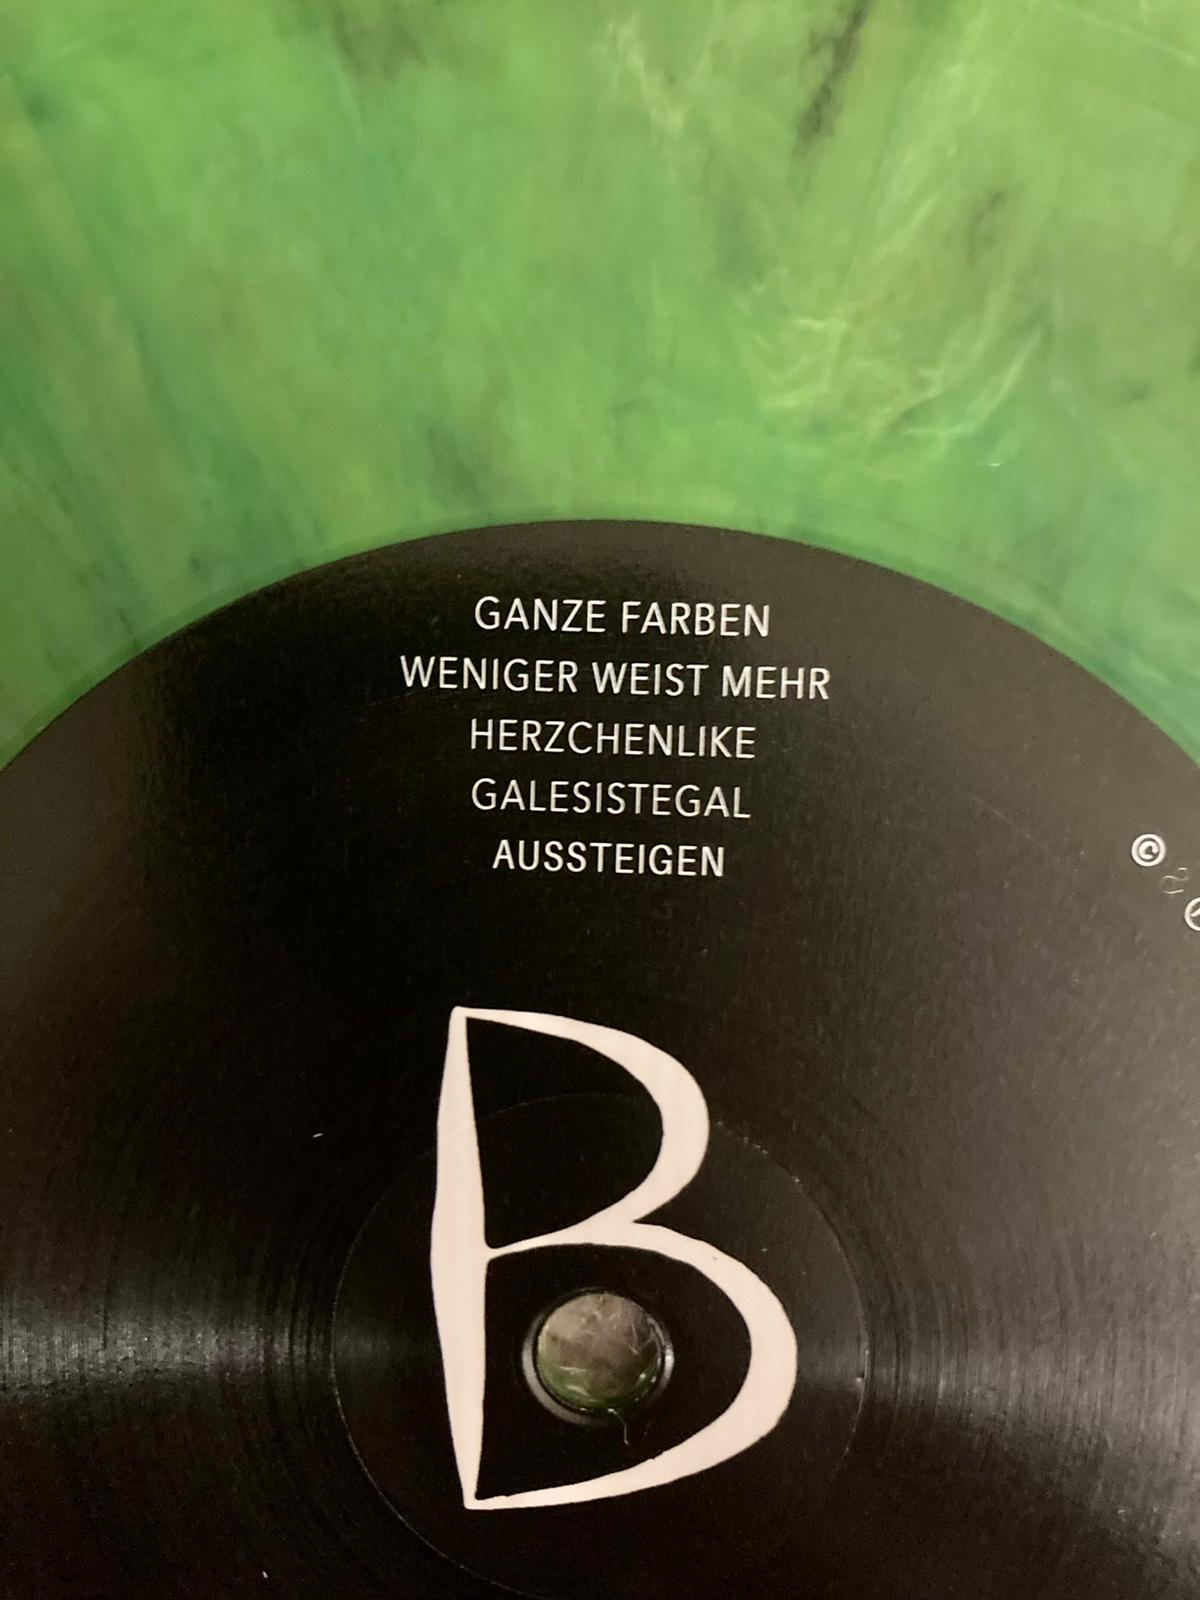 GANZE FARBEN
WENIGER WEIST MEHR
HERZCHENLIKE
GALESISTEGAL
AUSSTEIGEN
©
B